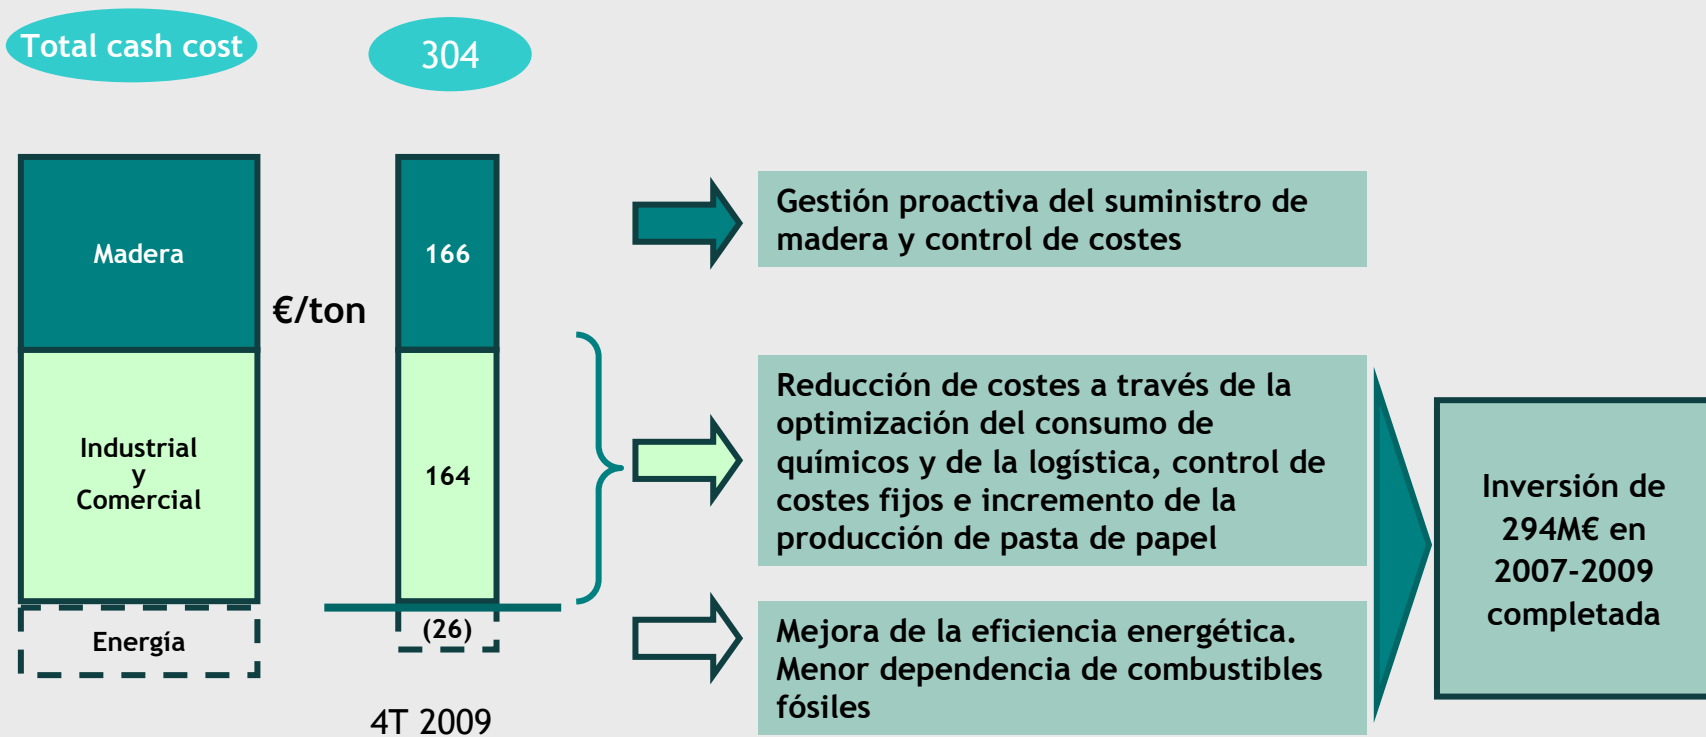 Total cash cost
304
Madera
166
€/ton
Industrial
y
Comercial
164
Energía
(26)
4T 2009
Gestión proactiva del suministro de
madera y control de costes
Reducción de costes a través de la
optimización del consumo de
químicos y de la logística, control de
costes fijos e incremento de la
producción de pasta de papel
Mejora de la eficiencia energética.
Menor dependencia de combustibles
fósiles
Inversión de
294M€ en
2007-2009
completada